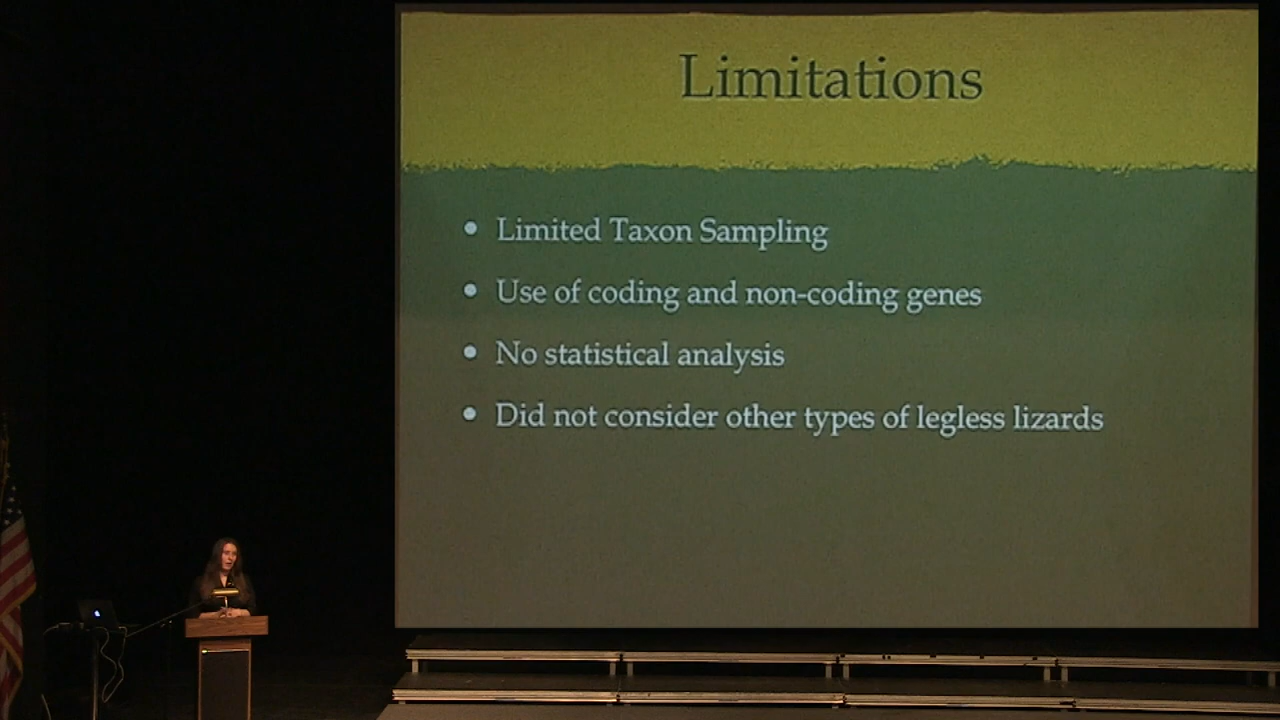 Limitations
• Limited Taxon Sampling
• Use of coding and non-coding genes
• No statistical analysis
• Did not consider other types of legless lizards